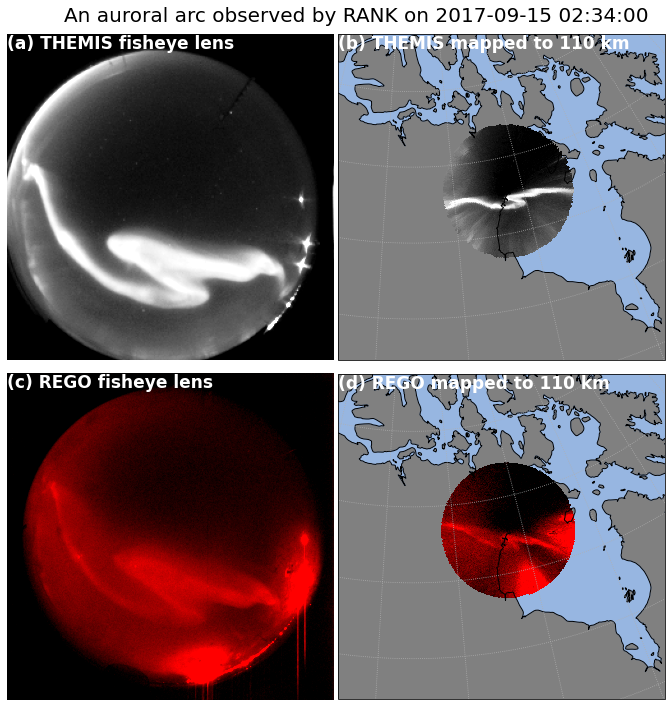 An auroral arc observed by RANK on 2017-09-15 02:34:00
(a) THEMIS fisheye lens
(b) THEMIS mapped to 110 km
(c) REGO fisheye lens
(d) REGO mapped to 110 km